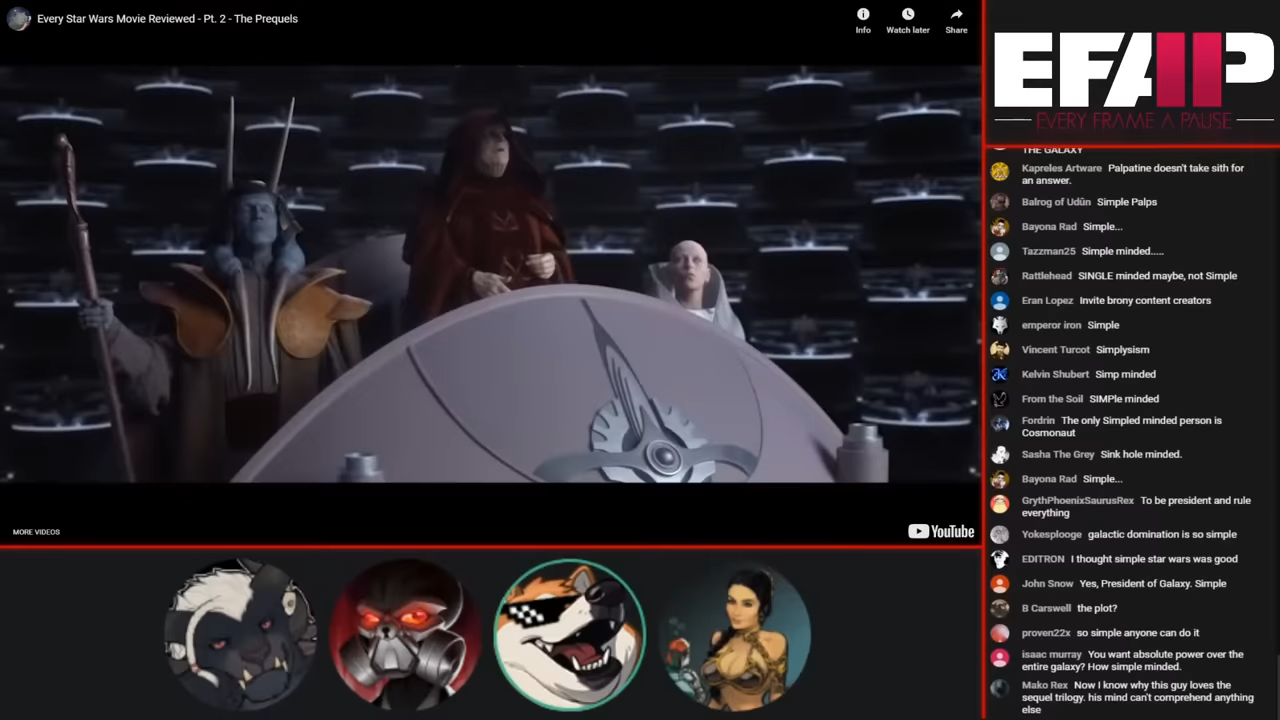 Every Star Wars Movie Reviewed - Pt. 2 - The Prequels
Info
Watch later
Share
EFAP
EVERY FRAME A PAUSE
THE GALAXY
Kapreles Artware Palpatine doesn't take sith for
an answer.
Balrog of Udûn Simple Palps
Bayona Rad Simple...
Tazzman25 Simple minded.....
Rattlehead SINGLE minded maybe, not Simple
Eran Lopez Invite brony content creators
emperor iron Simple
Vincent Turcot Simplysism
Kelvin Shubert Simp minded
From the Soil SIMPle minded
Fordrin The only Simpled minded person is
Cosmonaut
Sasha The Grey Sink hole minded.
Bayona Rad Simple...
GrythPhoenixSaurusRex To be president and rule
everything
Yokesplooge galactic domination is so simple
EDITRON I thought simple star wars was good
John Snow Yes, President of Galaxy. Simple
B Carswell the plot?
proven22x so simple anyone can do it
isaac murray You want absolute power over the
entire galaxy? How simple minded.
Mako Rex Now I know why this guy loves the
sequel trilogy. his mind can't comprehend anything
else
MORE VIDEOS
YouTube